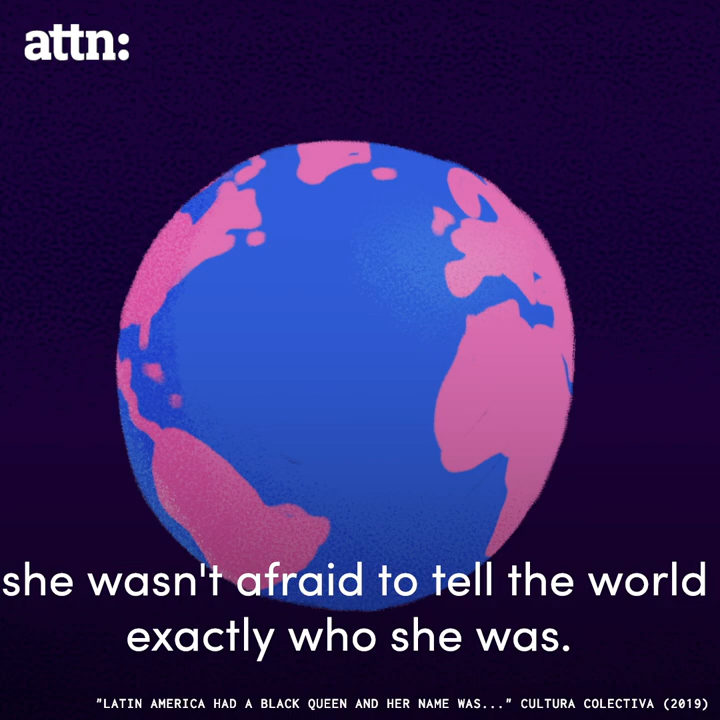 attn:
she wasn't afraid to tell the world
exactly who she was.
"LATIN AMERICA HAD A BLACK QUEEN AND HER NAME WAS..." CULTURA COLECTIVA (2019)